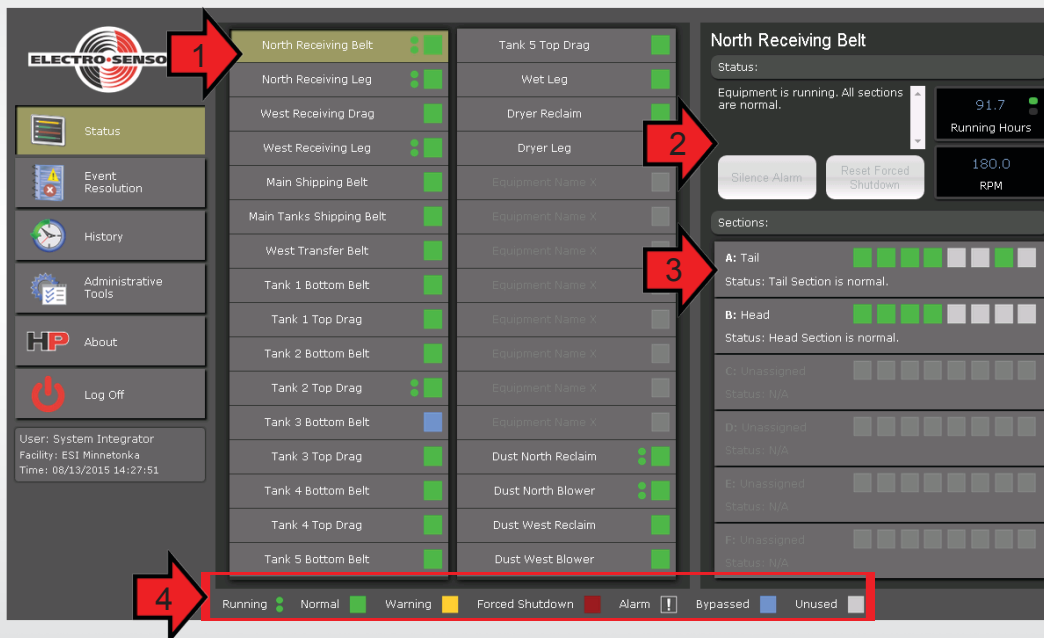 ELECTRO-SENSO
1
Status
Event
Resolution
History
Administrative
Tools
HP
About
Log Off
User: System Integrator
Facility: ESI Minnetonka
Time: 08/13/2015 14:27:51
North Receiving Belt
North Receiving Leg
West Receiving Drag
West Receiving Leg
Main Shipping Belt
Main Tanks Shipping Belt
West Transfer Belt
Tank 1 Bottom Belt
Tank 1 Top Drag
Tank 2 Bottom Belt
Tank 2 Top Drag
Tank 3 Bottom Belt
Tank 3 Top Drag
Tank 4 Bottom Belt
Tank 4 Top Drag
Tank 5 Bottom Belt
Tank 5 Top Drag
Wet Leg
Dryer Reclaim
Dryer Leg
Equipment Name X
Equipment Name X
Equipment Name X
Equipment Name X
Equipment Name X
Equipment Name X
Equipment Name X
Equipment Name X
Dust North Reclaim
Dust North Blower
Dust West Reclaim
Dust West Blower
North Receiving Belt
Status:
Equipment is running. All sections
are normal.
2
91.7
Running Hours
180.0
RPM
Silence Alarm
Reset Forced
Shutdown
Sections:
3
A: Tail
Status: Tail Section is normal.
B: Head
Status: Head Section is normal.
C: Unassigned
Status: N/A
D: Unassigned
Status: N/A
E: Unassigned
Status: N/A
F: Unassigned
Status: N/A
4
Running Normal Warning Forced Shutdown Alarm ! Bypassed Unused